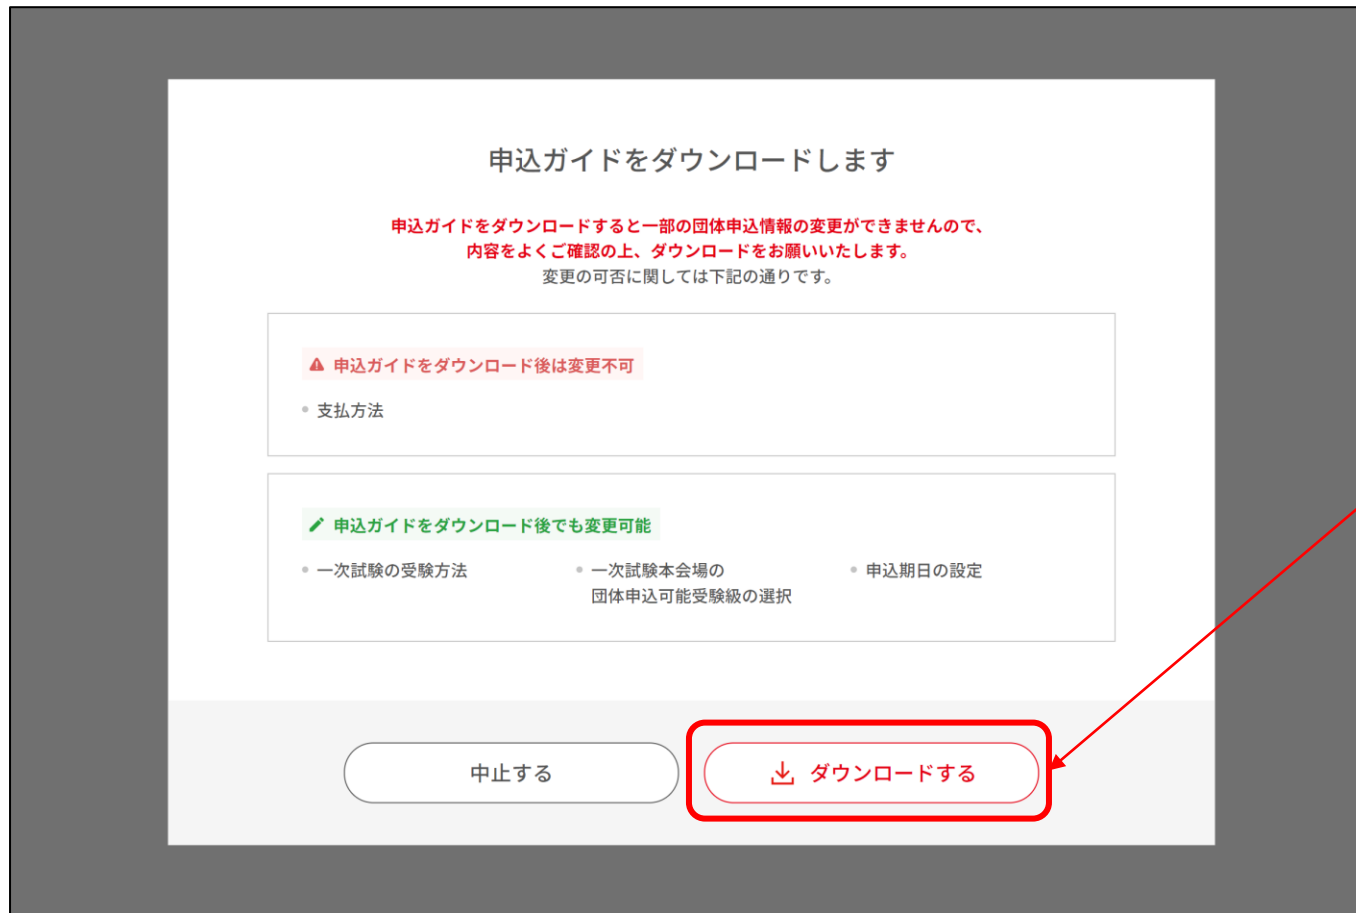 申込ガイドをダウンロードします
申込ガイドをダウンロードすると一部の団体申込情報の変更ができませんので、
内容をよくご確認の上、ダウンロードをお願いいたします。
変更の可否に関しては下記の通りです。
申込ガイドをダウンロード後は変更不可
支払方法
申込ガイドをダウンロード後でも変更可能
一次試験の受験方法
一次試験本会場の
団体申込可能受験級の選択
申込期日の設定
中止する
ダウンロードする